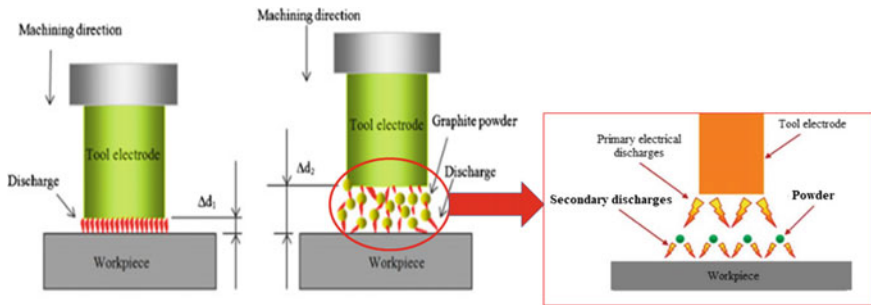 Machining direction
Tool electrode
Discharge
Δd1
Workpiece
Machining direction
Tool electrode
Graphite powder
Δd2
Discharge
Workpiece
Primary electrical
discharges
Tool electrode
Secondary discharges
Powder
Workpiece